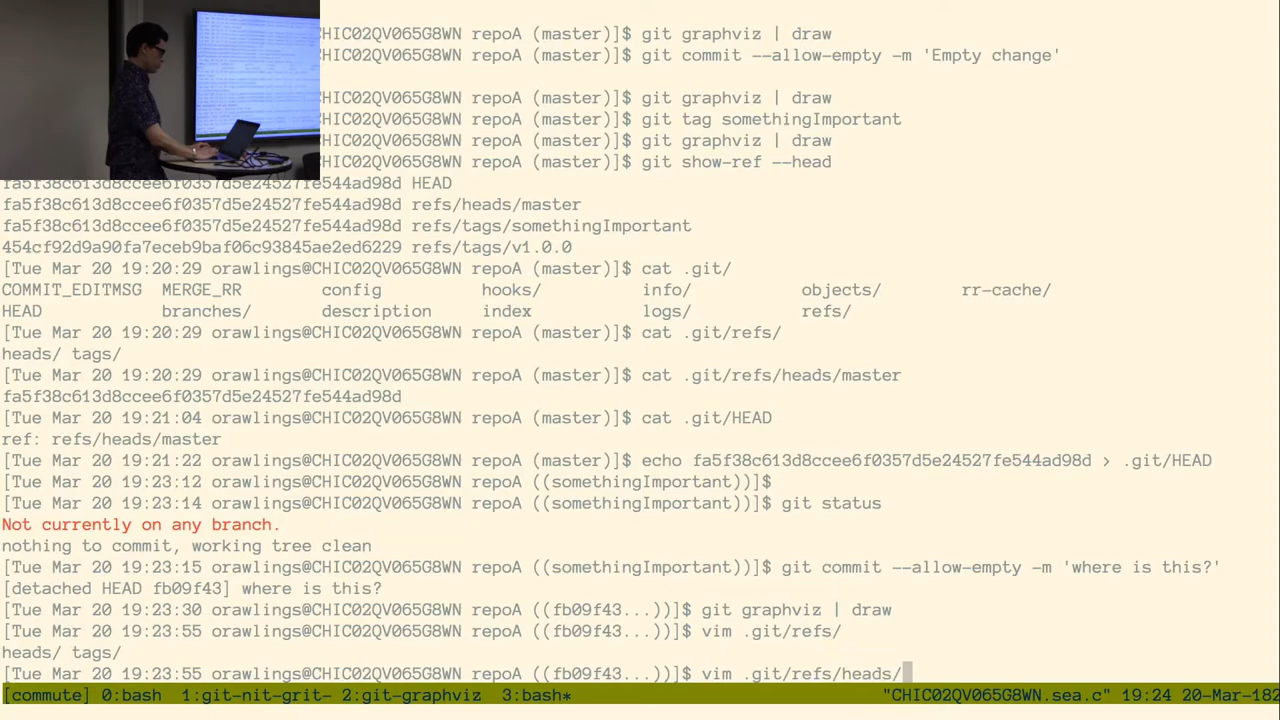 CHIC02QV065G8WN repoA (master)]$ git graphviz | draw
CHIC02QV065G8WN repoA (master)]$ git commit --allow-empty -m 'Empty change'
CHIC02QV065G8WN repoA (master)]$ git graphviz | draw
CHIC02QV065G8WN repoA (master)]$ git tag somethingImportant
CHIC02QV065G8WN repoA (master)]$ git graphviz | draw
CHIC02QV065G8WN repoA (master)]$ git show-ref --head
fa5f38c613d8ccee6f0357d5e24527fe544ad98d HEAD
fa5f38c613d8ccee6f0357d5e24527fe544ad98d refs/heads/master
fa5f38c613d8ccee6f0357d5e24527fe544ad98d refs/tags/somethingImportant
454cf92d9a90fa7eceb9baf06c93845ae2ed6229 refs/tags/v1.0.0
[Tue Mar 20 19:20:29 orawlings@CHIC02QV065G8WN repoA (master)]$ cat .git/
COMMIT_EDITMSG MERGE_RR config hooks/ info/ objects/ rr-cache/
HEAD branches/ description index logs/ refs/
[Tue Mar 20 19:20:29 orawlings@CHIC02QV065G8WN repoA (master)]$ cat .git/refs/
heads/ tags/
[Tue Mar 20 19:20:29 orawlings@CHIC02QV065G8WN repoA (master)]$ cat .git/refs/heads/master
fa5f38c613d8ccee6f0357d5e24527fe544ad98d
[Tue Mar 20 19:21:04 orawlings@CHIC02QV065G8WN repoA (master)]$ cat .git/HEAD
ref: refs/heads/master
[Tue Mar 20 19:21:22 orawlings@CHIC02QV065G8WN repoA (master)]$ echo fa5f38c613d8ccee6f0357d5e24527fe544ad98d > .git/HEAD
[Tue Mar 20 19:23:12 orawlings@CHIC02QV065G8WN repoA ((somethingImportant))]$
[Tue Mar 20 19:23:14 orawlings@CHIC02QV065G8WN repoA ((somethingImportant))]$ git status
Not currently on any branch.
nothing to commit, working tree clean
[Tue Mar 20 19:23:15 orawlings@CHIC02QV065G8WN repoA ((somethingImportant))]$ git commit --allow-empty -m 'where is this?'
[detached HEAD fb09f43] where is this?
[Tue Mar 20 19:23:30 orawlings@CHIC02QV065G8WN repoA ((fb09f43...))]$ git graphviz | draw
[Tue Mar 20 19:23:55 orawlings@CHIC02QV065G8WN repoA ((fb09f43...))]$ vim .git/refs/
heads/ tags/
[Tue Mar 20 19:23:55 orawlings@CHIC02QV065G8WN repoA ((fb09f43...))]$ vim .git/refs/heads/
[commute] 0:bash 1:git-nit-grit- 2:git-graphviz 3:bash* "CHIC02QV065G8WN.sea.c" 19:24 20-Mar-182